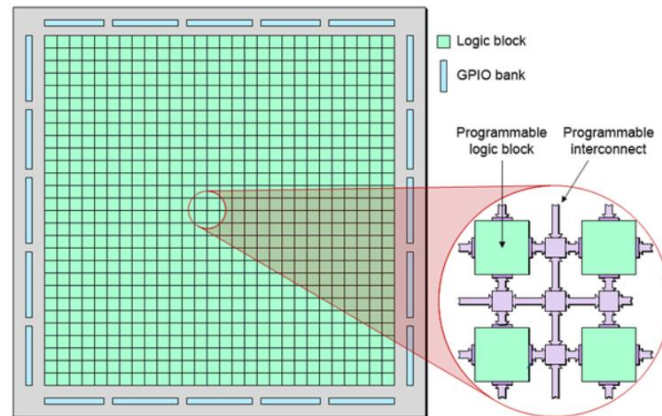 Logic block
GPIO bank
Programmable
logic block
Programmable
interconnect